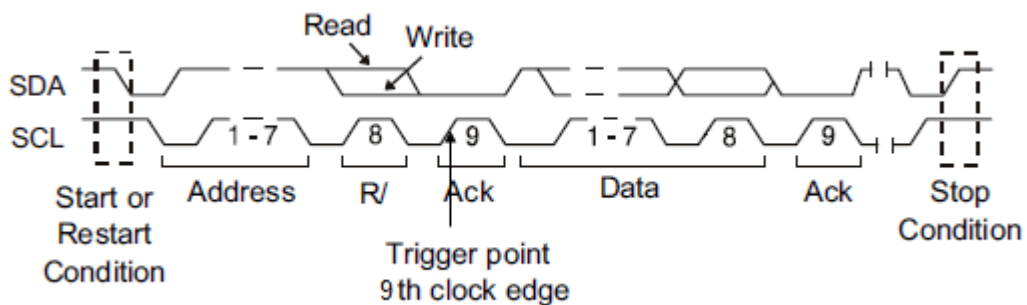 Read
Write
SDA
SCL
1 - 7
8
9
1 - 7
8
9
Address
R/
Ack
Data
Ack
Start or
Restart
Condition
Stop
Condition
Trigger point
9th clock edge